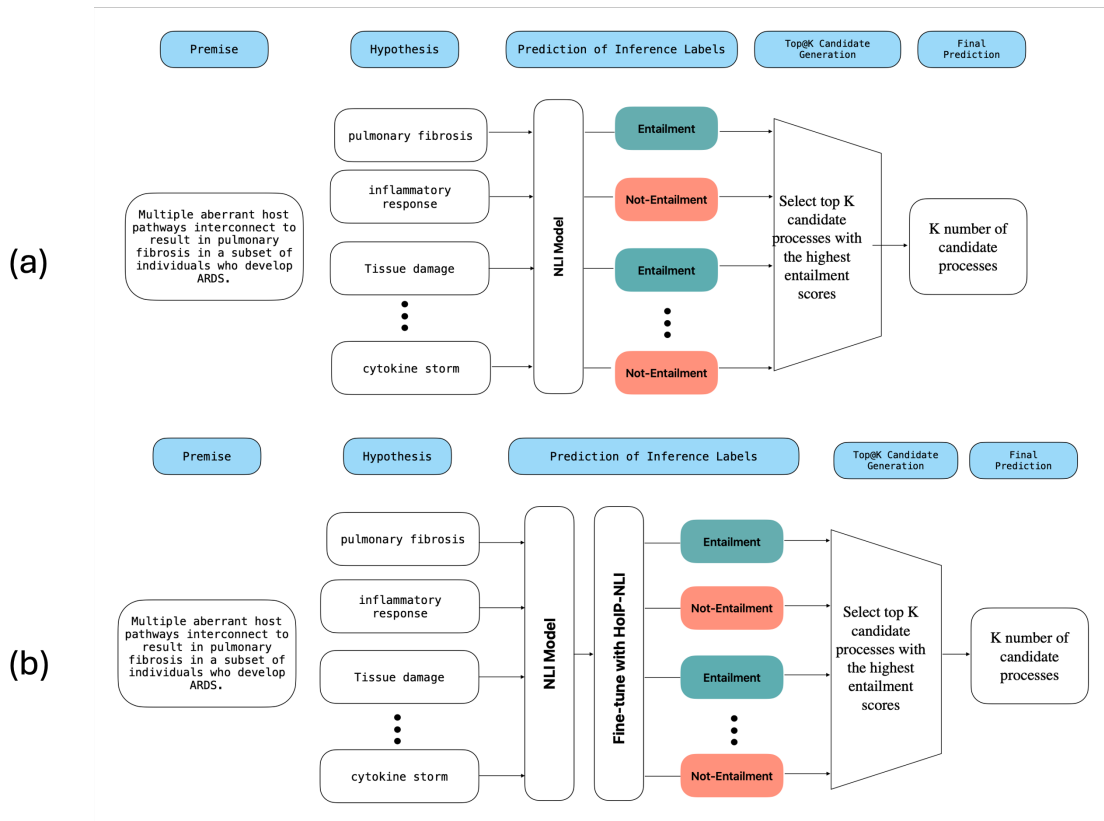 Premise
Hypothesis
Prediction of Inference Labels
Top@K Candidate
Generation
Final
Prediction
(a)
Multiple aberrant host
pathways interconnect to
result in pulmonary
fibrosis in a subset of
individuals who develop
ARDS.
pulmonary fibrosis
inflammatory
response
Tissue damage
cytokine storm
NLI Model
Entailment
Not-Entailment
Entailment
Not-Entailment
Select top K
candidate
processes with
the highest
entailment
scores
K number of
candidate
processes
Premise
Hypothesis
Prediction of Inference Labels
Top@K Candidate
Generation
Final
Prediction
(b)
Multiple aberrant host
pathways interconnect to
result in pulmonary
fibrosis in a subset of
individuals who develop
ARDS.
pulmonary fibrosis
inflammatory
response
Tissue damage
cytokine storm
NLI Model
Fine-tune with HoIP-NLI
Entailment
Not-Entailment
Entailment
Not-Entailment
Select top K
candidate
processes with
the highest
entailment
scores
K number of
candidate
processes